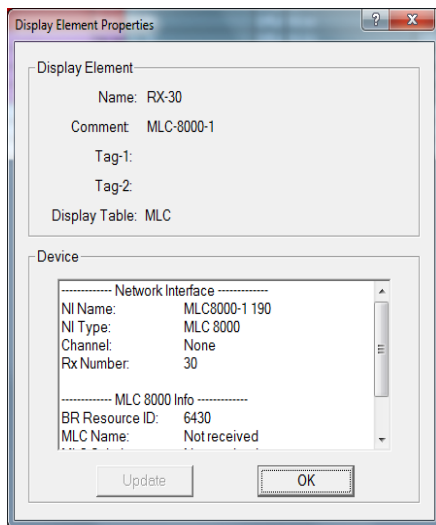 Display Element Properties
? X
Display Element
Name: RX-30
Comment: MLC-8000-1
Tag-1:
Tag-2:
Display Table: MLC
Device
------------- Network Interface -------------
NI Name: MLC8000-1 190
NI Type: MLC 8000
Channel: None
Rx Number: 30
------------- MLC 8000 Info -------------
BR Resource ID: 6430
MLC Name: Not received
Update OK